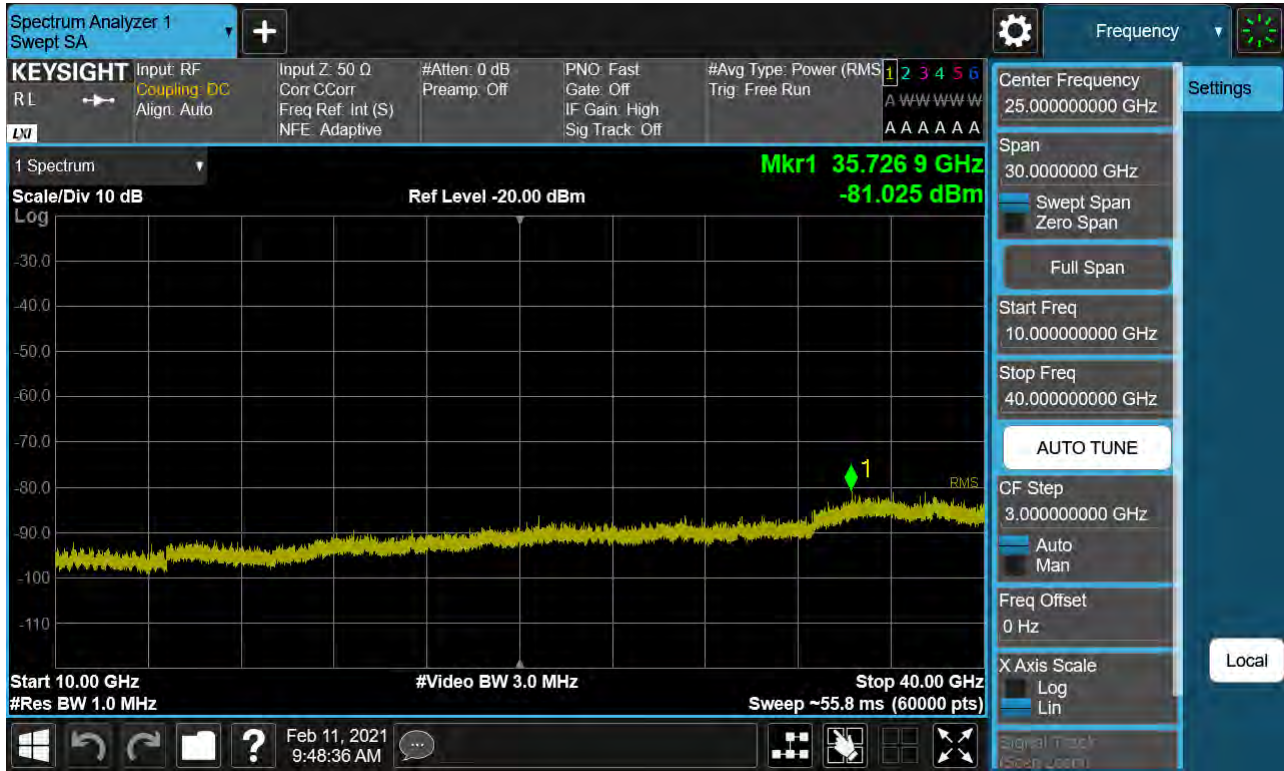 Spectrum Analyzer 1
Swept SA
+
Frequency
KEYSIGHT
R L
LXI
Input: RF
Coupling: DC
Align: Auto
Input Z: 50 Ω
Corr CCorr
Freq Ref: Int (S)
NFE: Adaptive
#Atten: 0 dB
Preamp: Off
PNO: Fast
Gate: Off
IF Gain: High
Sig Track: Off
#Avg Type: Power (RMS
Trig: Free Run
1 2 3 4 5 6
A W W W W W
A A A A A A
1 Spectrum
Scale/Div 10 dB
Ref Level -20.00 dBm
Mkr1 35.726 9 GHz
-81.025 dBm
Log
-30.0
-40.0
-50.0
-60.0
-70.0
-80.0
-90.0
-100
-110
1
RMS
Start 10.00 GHz
#Video BW 3.0 MHz
Stop 40.00 GHz
#Res BW 1.0 MHz
Sweep ~55.8 ms (60000 pts)
Center Frequency
25.000000000 GHz
Settings
Span
30.0000000 GHz
Swept Span
Zero Span
Full Span
Start Freq
10.000000000 GHz
Stop Freq
40.000000000 GHz
AUTO TUNE
CF Step
3.000000000 GHz
Auto
Man
Freq Offset
0 Hz
X Axis Scale
Log
Lin
Local
Signal Track
(Span Zoom)
?
Feb 11, 2021
9:48:36 AM